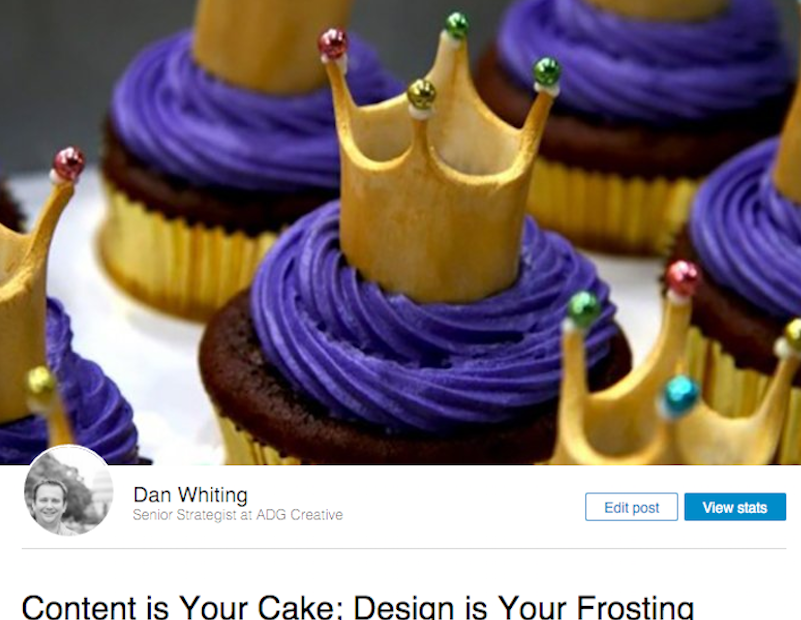 Dan Whiting
Senior Strategist at ADG Creative
Edit post
View stats
Content is Your Cake: Design is Your Frosting